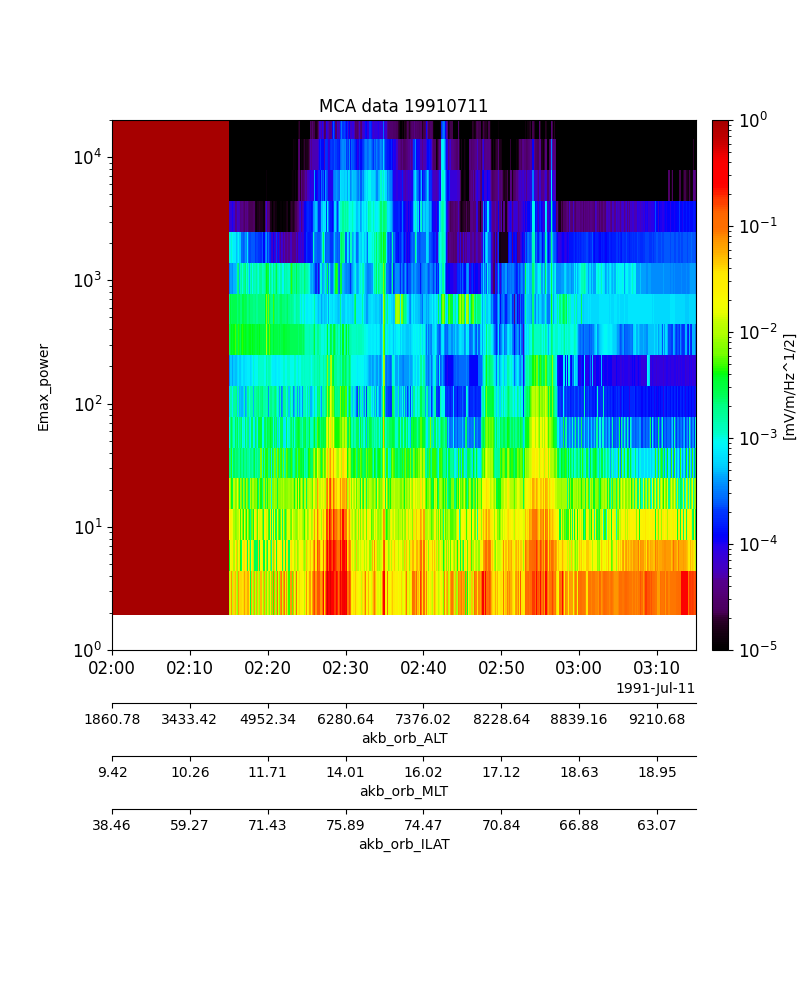 MCA data 19910711
10^4
10^3
10^2
10^1
10^0
Emax_power
10^0
10^-1
10^-2
10^-3
10^-4
10^-5
[mV/m/Hz^1/2]
02:00 02:10 02:20 02:30 02:40 02:50 03:00 03:10
1991-Jul-11
1860.78 3433.42 4952.34 6280.64 7376.02 8228.64 8839.16 9210.68
akb_orb_ALT
9.42 10.26 11.71 14.01 16.02 17.12 18.63 18.95
akb_orb_MLT
38.46 59.27 71.43 75.89 74.47 70.84 66.88 63.07
akb_orb_ILAT